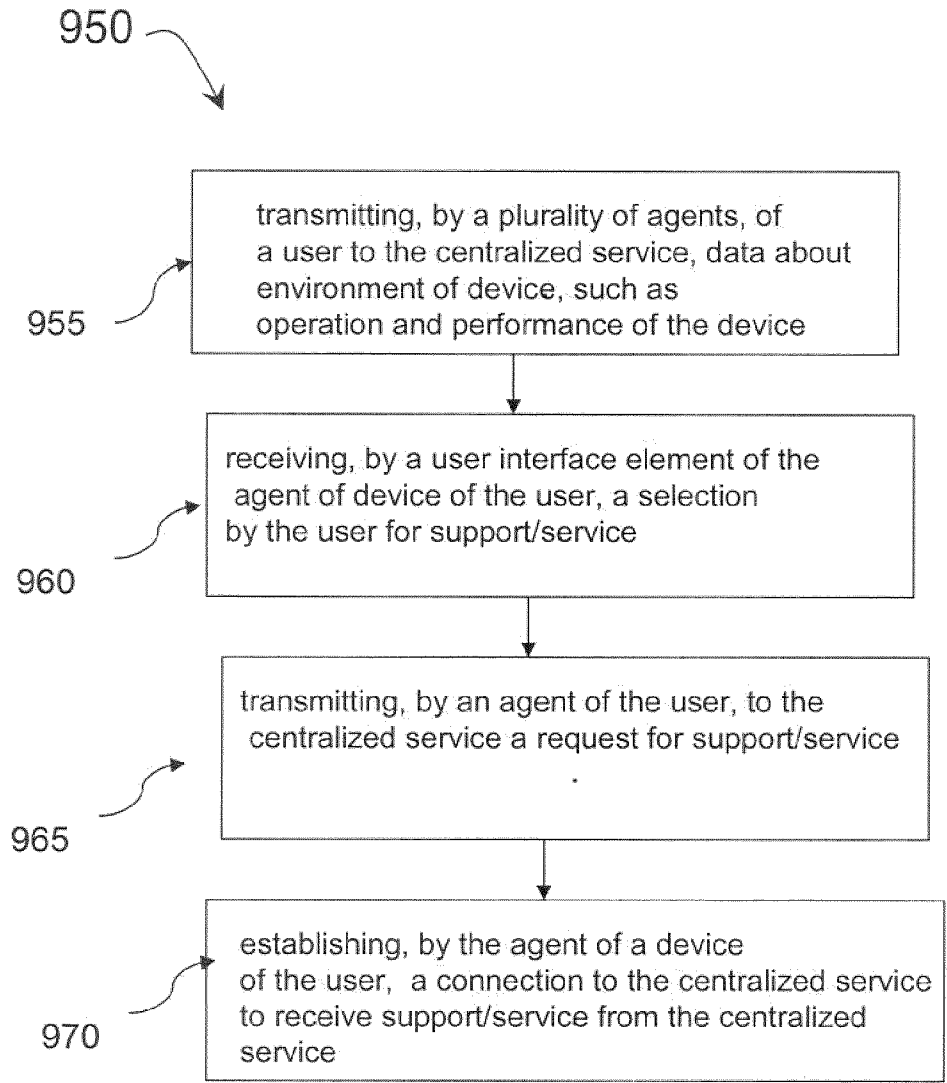 950
transmitting, by a plurality of agents, of
a user to the centralized service, data about
environment of device, such as
operation and performance of the device
955
receiving, by a user interface element of the
agent of device of the user, a selection
by the user for support/service
960
transmitting, by an agent of the user, to the
centralized service a request for support/service
.
965
establishing, by the agent of a device
of the user, a connection to the centralized service
to receive support/service from the centralized
service
970